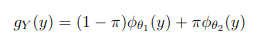 g_Y(y) = (1 − π)ϕ_{θ_1}(y) + πϕ_{θ_2}(y)